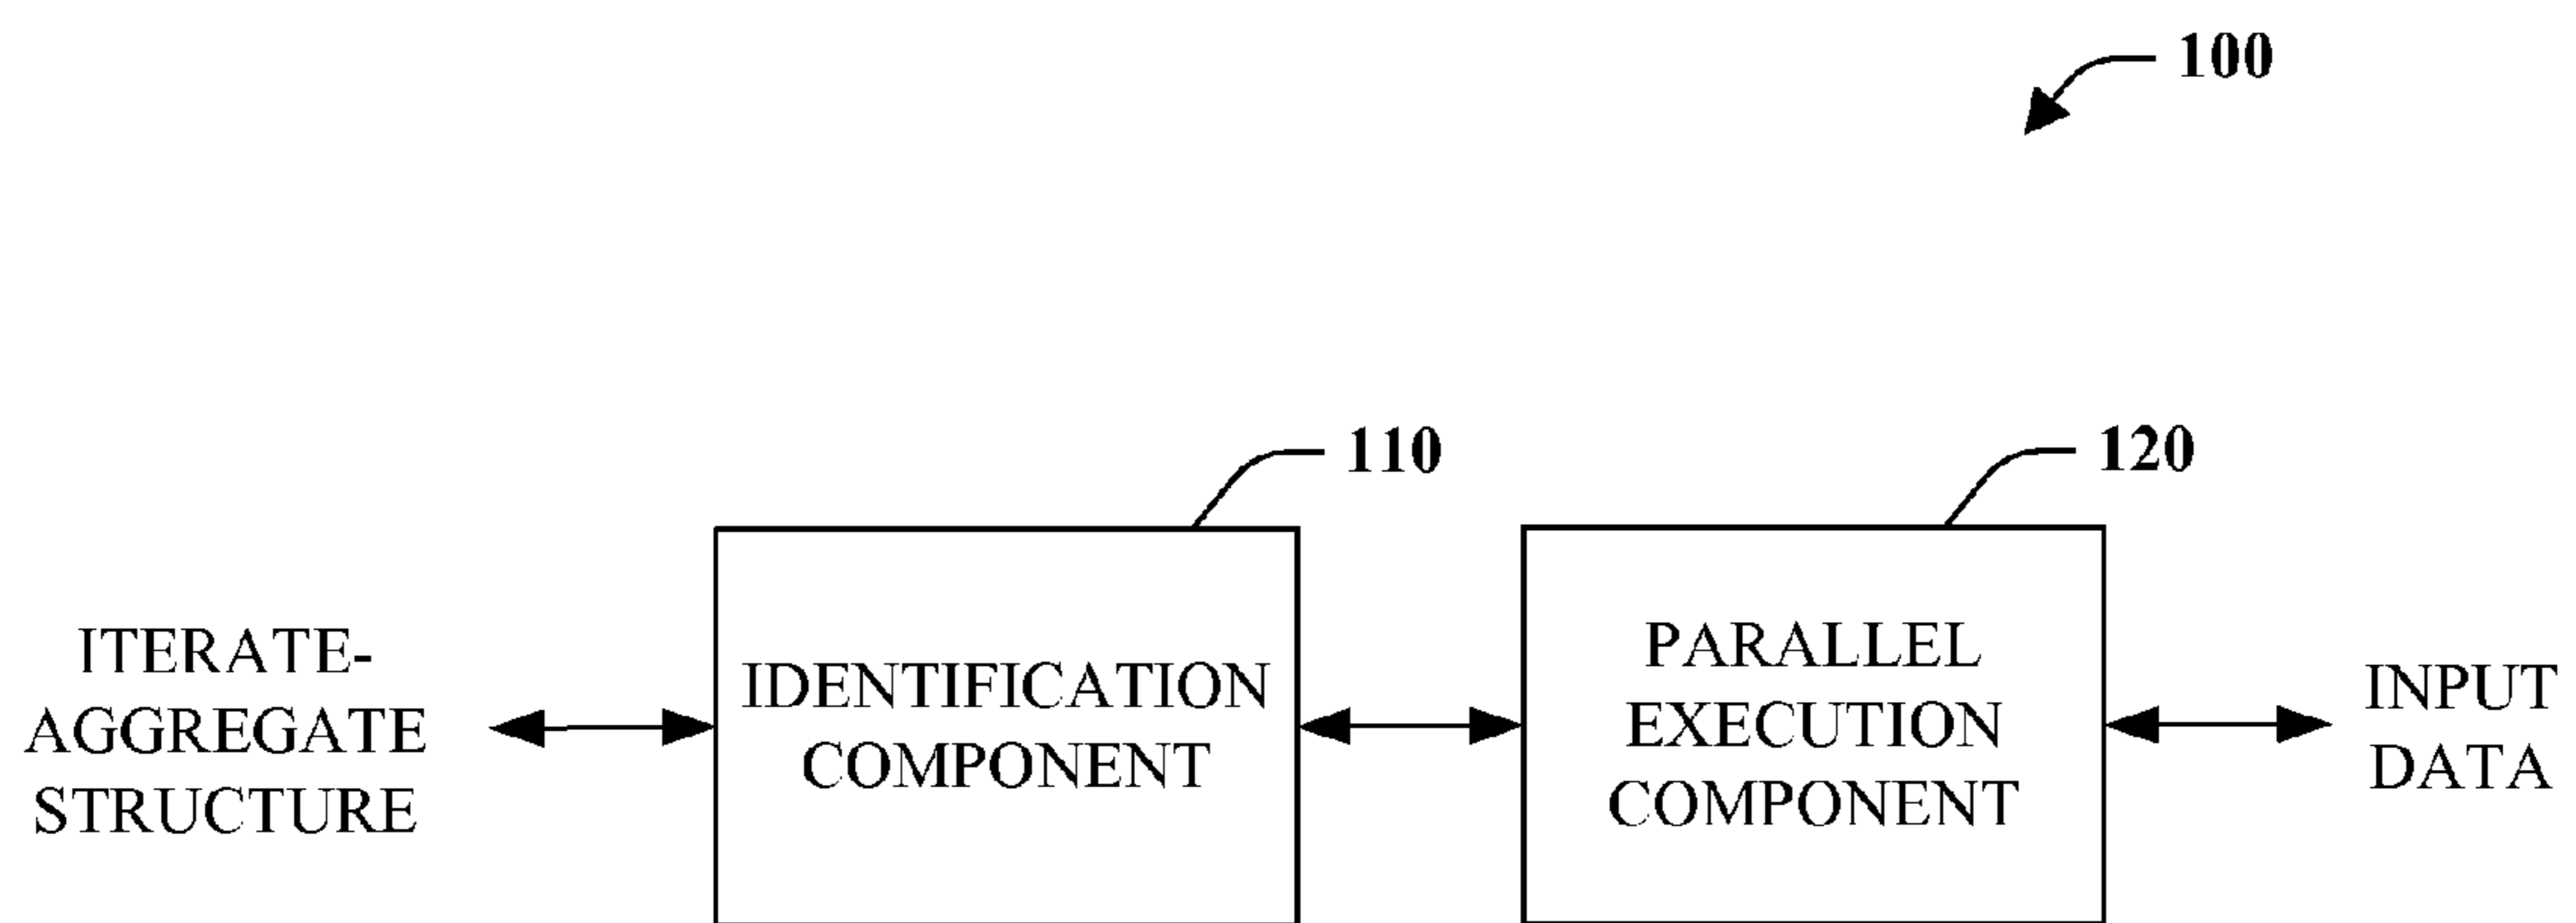 100
110
120
ITERATE-
AGGREGATE
STRUCTURE
IDENTIFICATION
COMPONENT
PARALLEL
EXECUTION
COMPONENT
INPUT
DATA